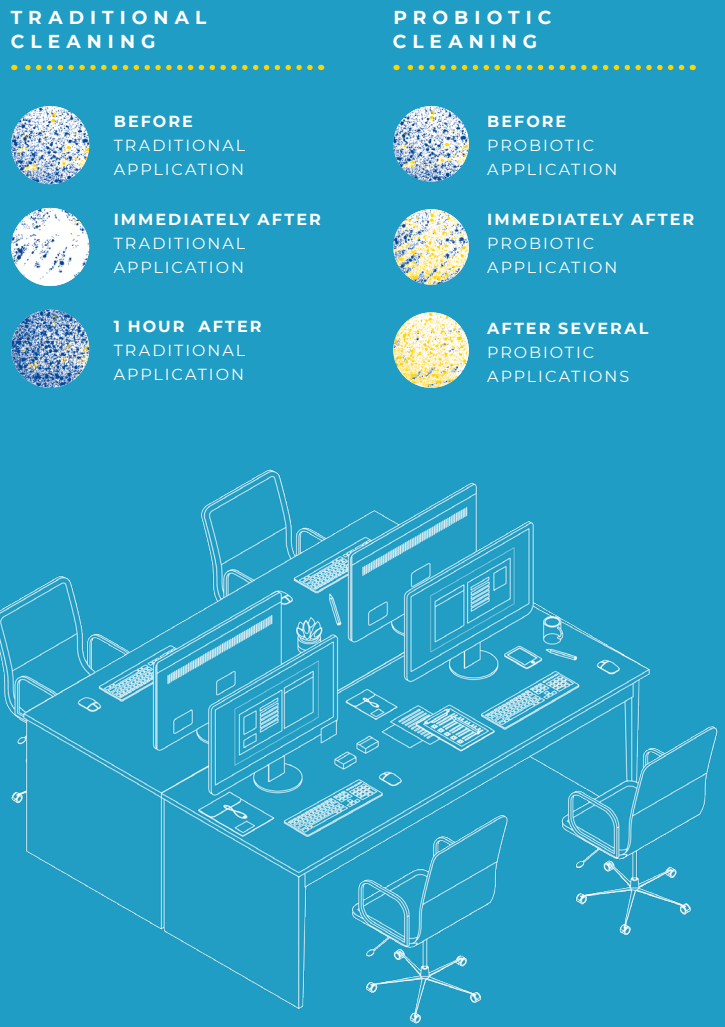 TRADITIONAL
CLEANING
BEFORE
TRADITIONAL
APPLICATION
IMMEDIATELY AFTER
TRADITIONAL
APPLICATION
1 HOUR AFTER
TRADITIONAL
APPLICATION
PROBIOTIC
CLEANING
BEFORE
PROBIOTIC
APPLICATION
IMMEDIATELY AFTER
PROBIOTIC
APPLICATION
AFTER SEVERAL
PROBIOTIC
APPLICATIONS